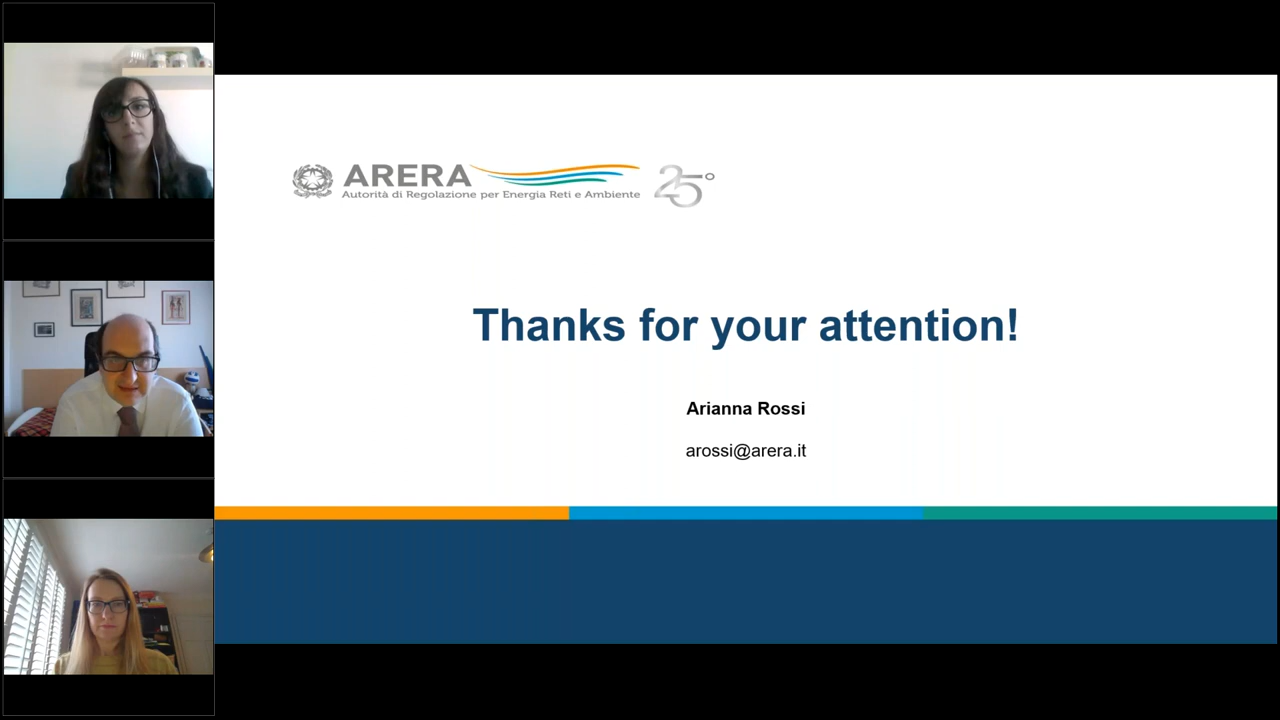 ARERA
Autorità di Regolazione per Energia Reti e Ambiente
25°
Thanks for your attention!
Arianna Rossi
arossi@arera.it